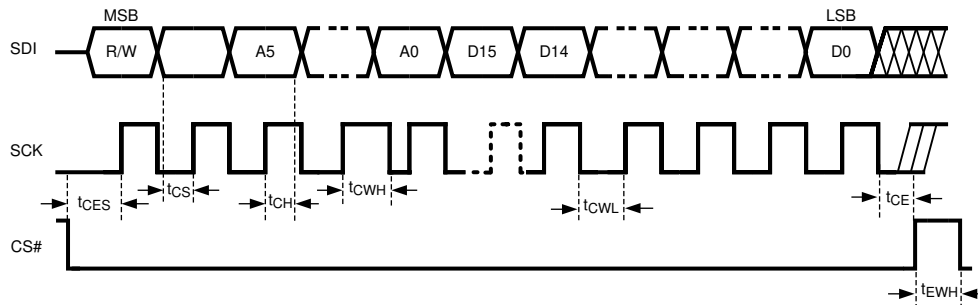 MSB
LSB
SDI
R/W
A5
A0
D15
D14
D0
SCK
tCES
tCS
tCH
tCWH
tCWL
tCE
CS#
tEWH